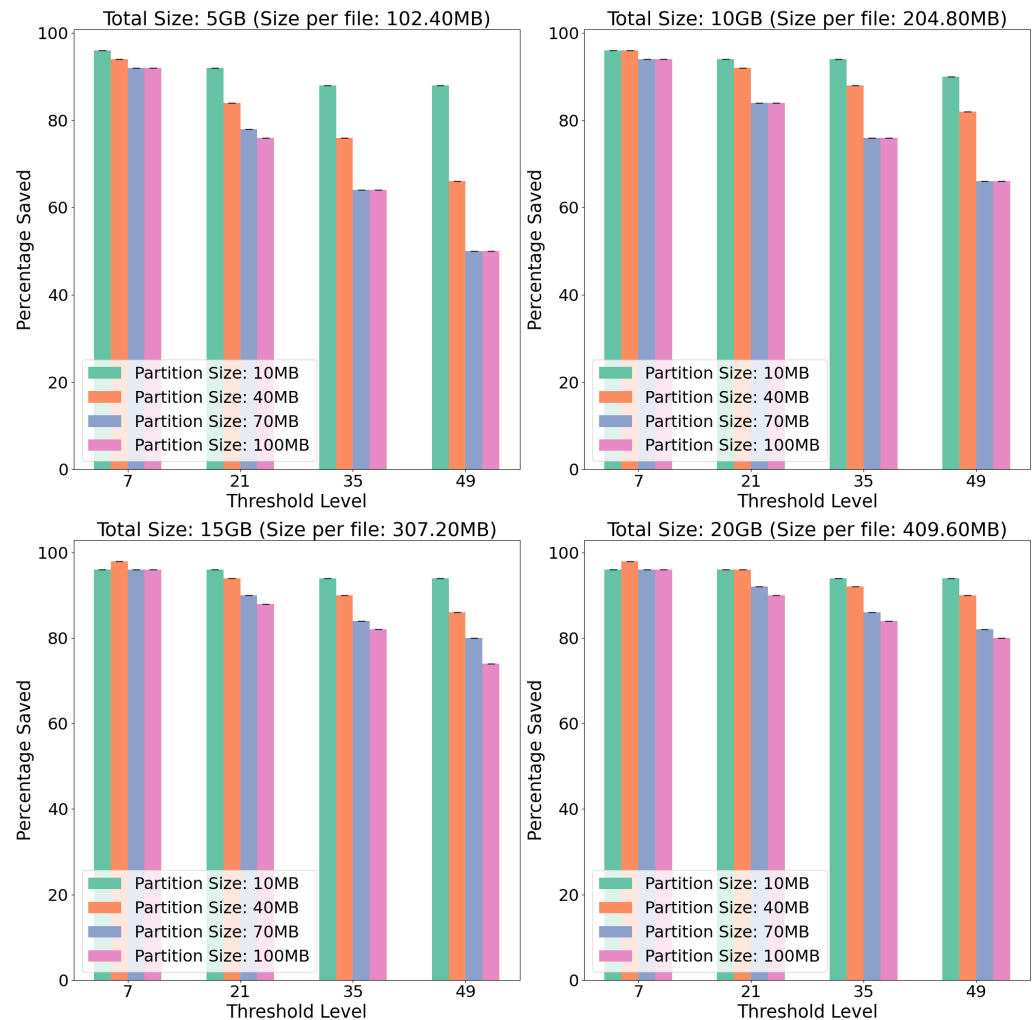 Total Size: 5GB (Size per file: 102.40MB)
Percentage Saved
100
80
60
40
20
0
Partition Size: 10MB
Partition Size: 40MB
Partition Size: 70MB
Partition Size: 100MB
7 21 35 49
Threshold Level
Total Size: 10GB (Size per file: 204.80MB)
Percentage Saved
100
80
60
40
20
0
Partition Size: 10MB
Partition Size: 40MB
Partition Size: 70MB
Partition Size: 100MB
7 21 35 49
Threshold Level
Total Size: 15GB (Size per file: 307.20MB)
Percentage Saved
100
80
60
40
20
0
Partition Size: 10MB
Partition Size: 40MB
Partition Size: 70MB
Partition Size: 100MB
7 21 35 49
Threshold Level
Total Size: 20GB (Size per file: 409.60MB)
Percentage Saved
100
80
60
40
20
0
Partition Size: 10MB
Partition Size: 40MB
Partition Size: 70MB
Partition Size: 100MB
7 21 35 49
Threshold Level